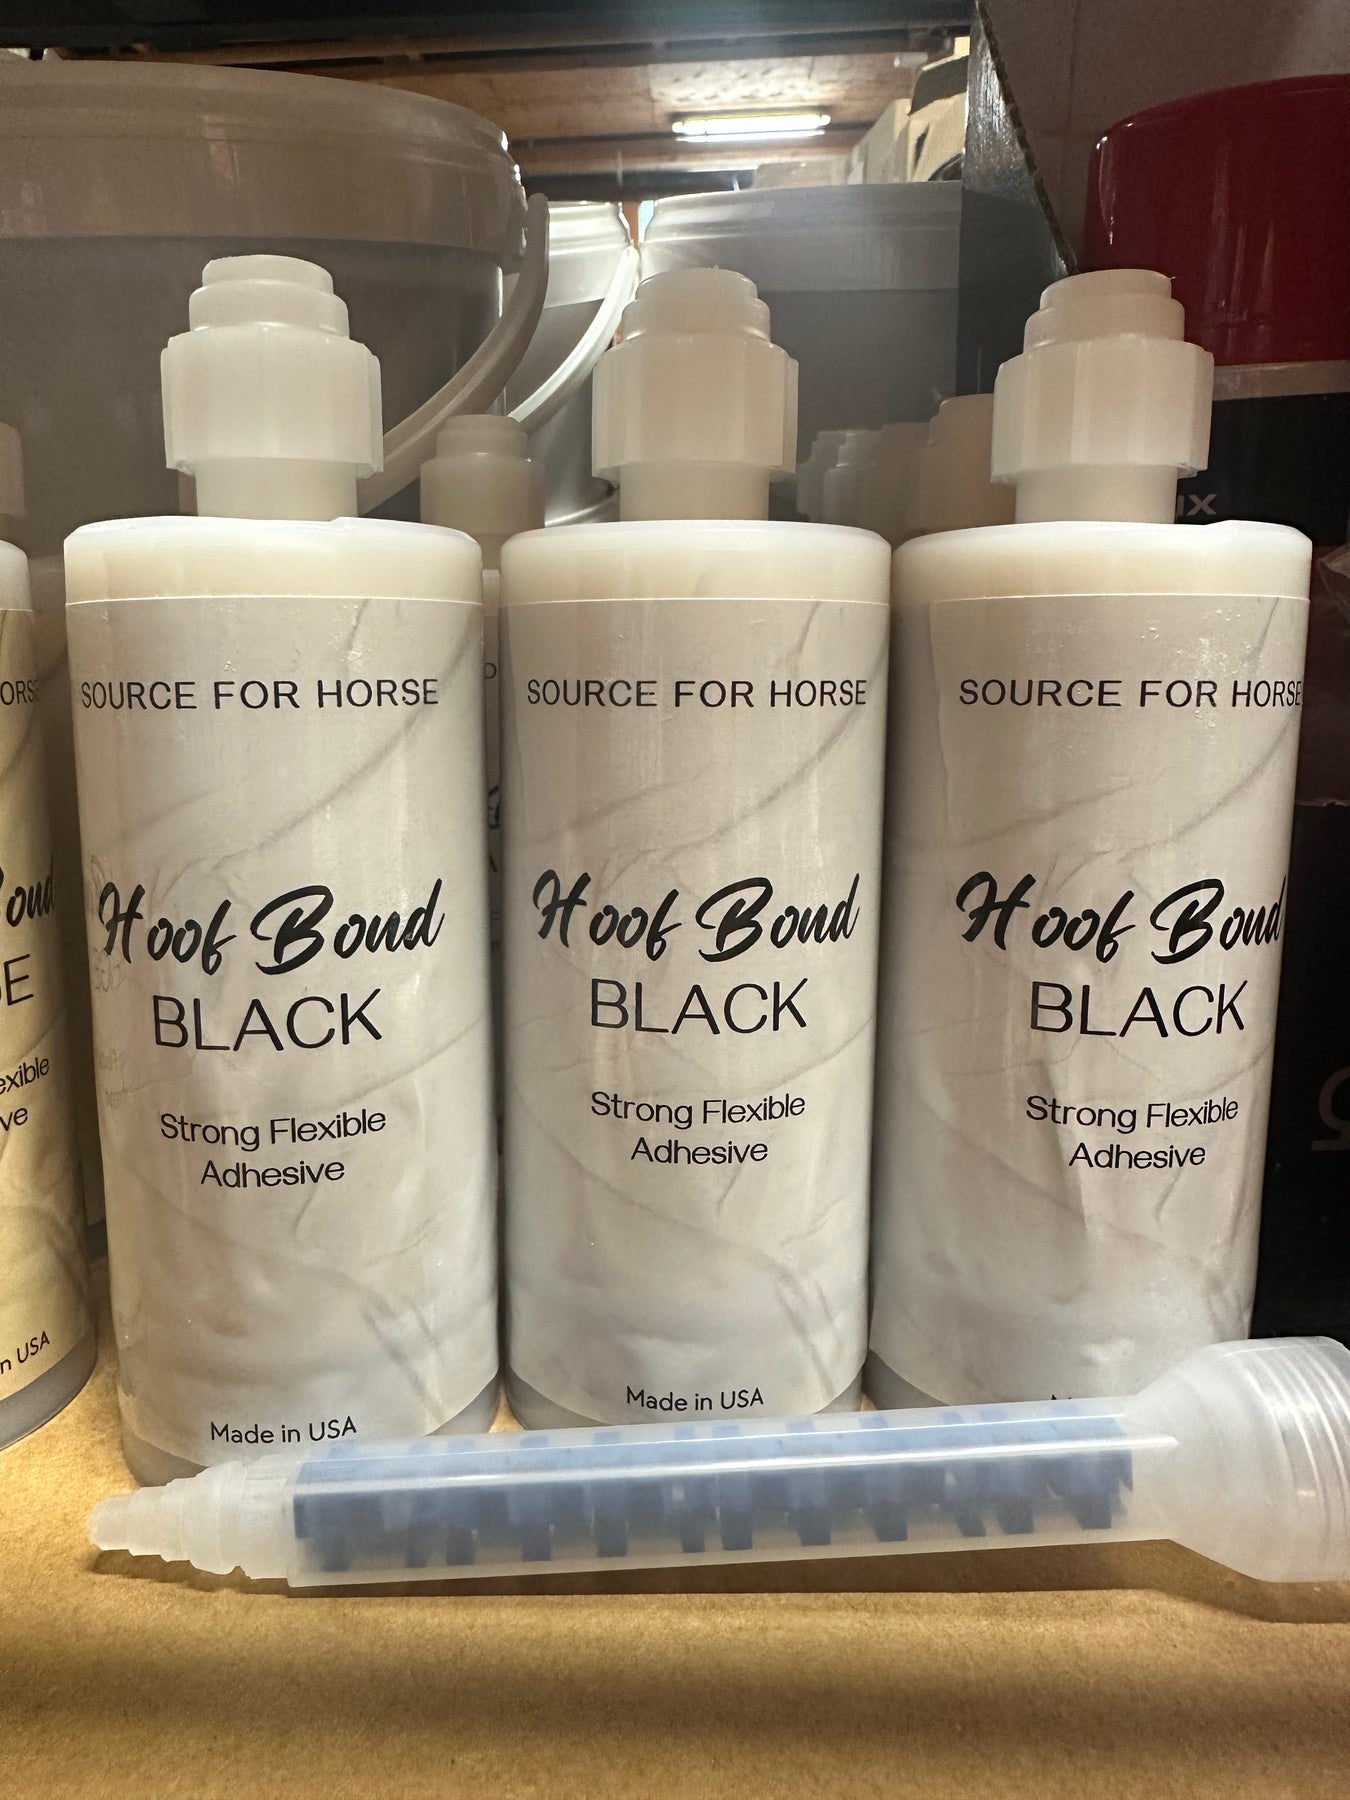 SOURCE FOR HORSE
Hoof Bond
BLACK
Strong Flexible
Adhesive
Made in USA
SOURCE FOR HORSE
Hoof Bond
BLACK
Strong Flexible
Adhesive
Made in USA
SOURCE FOR HORSE
Hoof Bond
BLACK
Strong Flexible
Adhesive